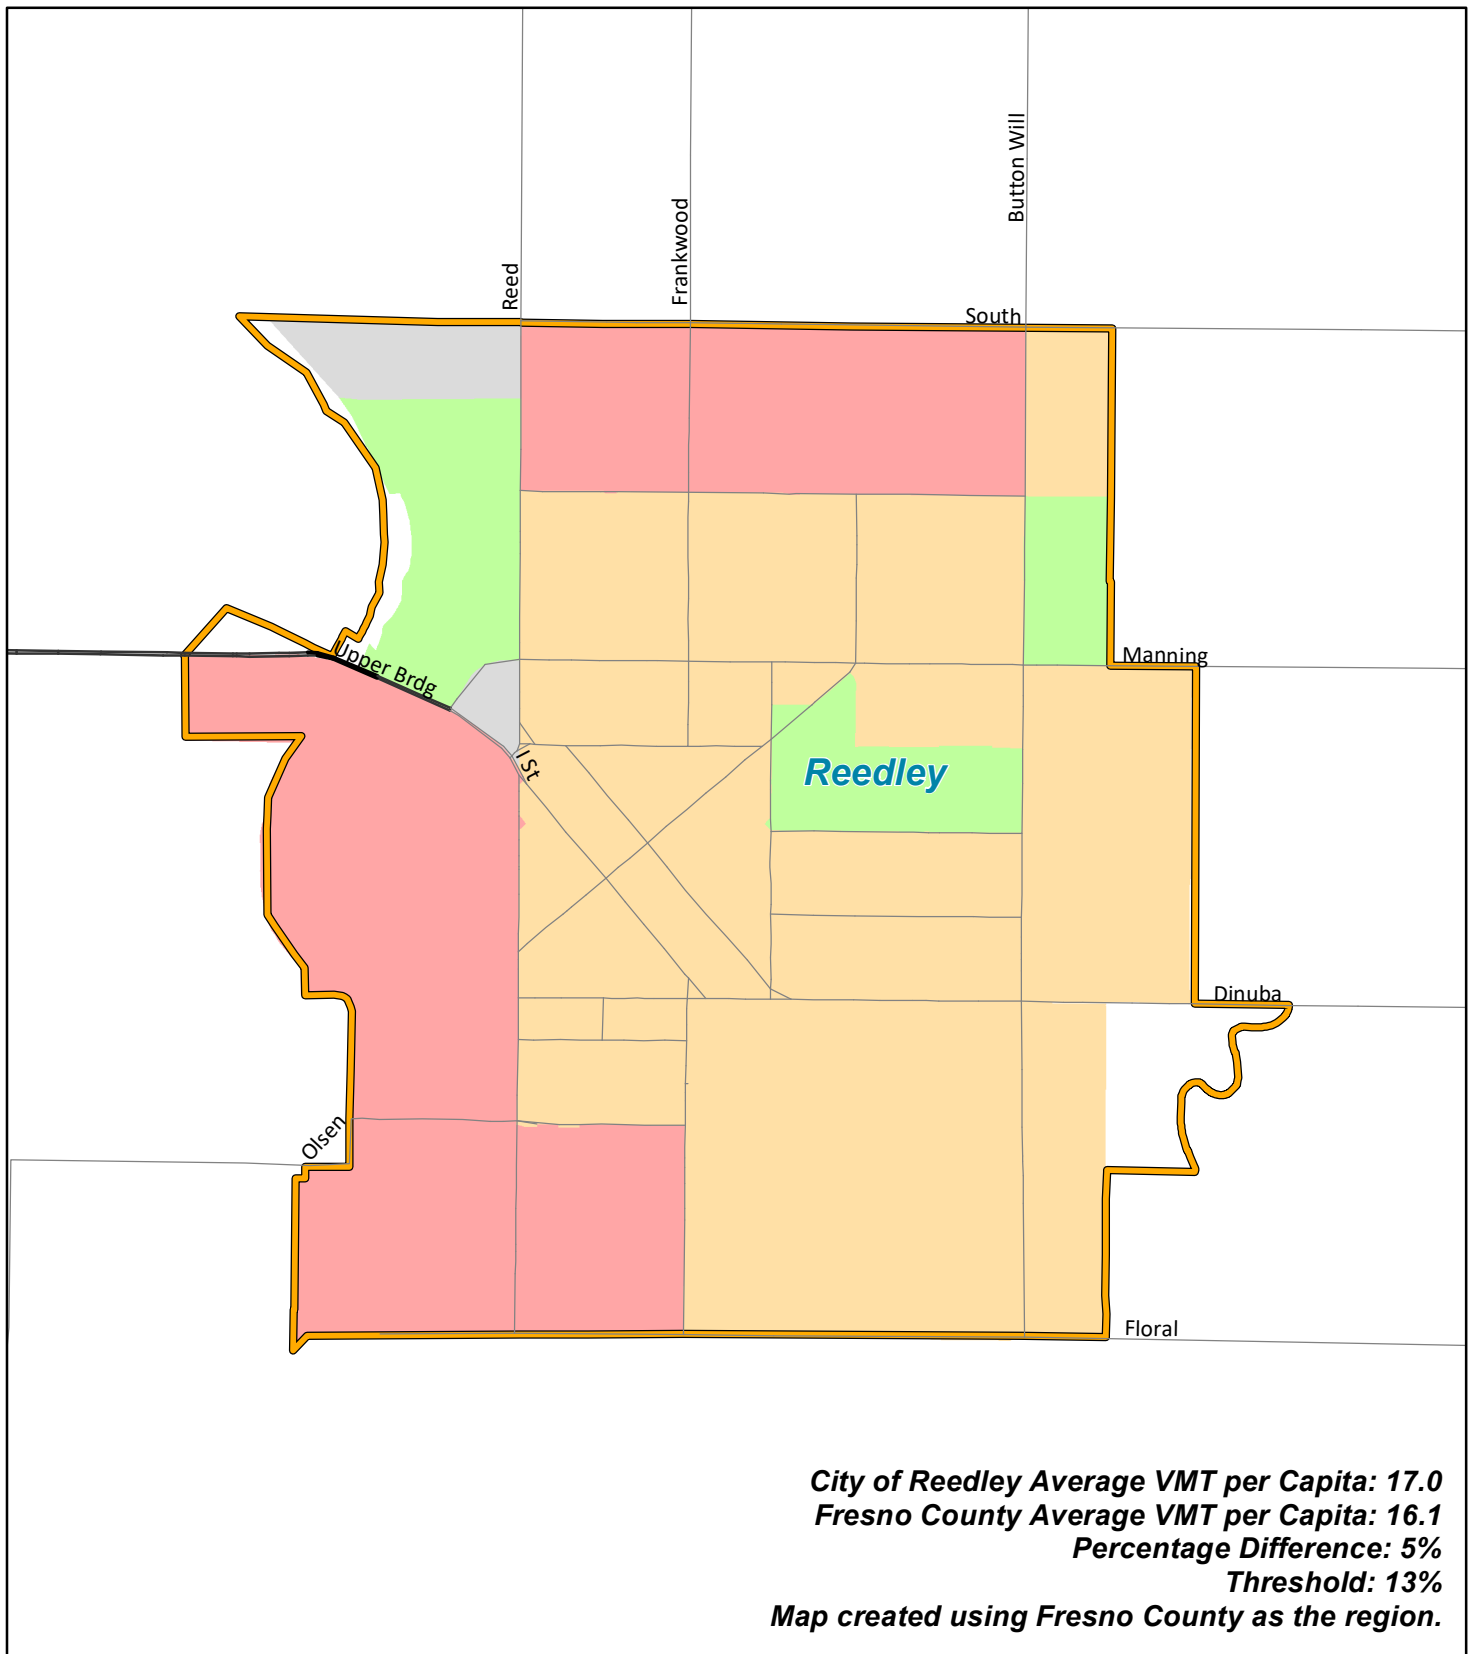 Button Will
Frankwood
Reed
South
Upper Brdg
Manning
I St
Reedley
Dinuba
Olsen
Floral
City of Reedley Average VMT per Capita: 17.0
Fresno County Average VMT per Capita: 16.1
Percentage Difference: 5%
Threshold: 13%
Map created using Fresno County as the region.